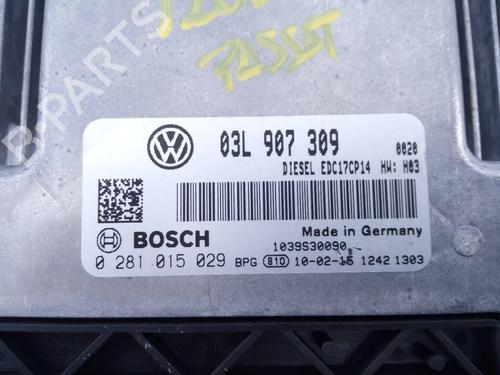 PASSAT
B-PARTS
03L 907 309
0020
DIESEL EDC17CP14 HW: H03
Made in Germany
BOSCH
1039S30090
0 281 015 029 BPG 810 10-02-15 1242 1303